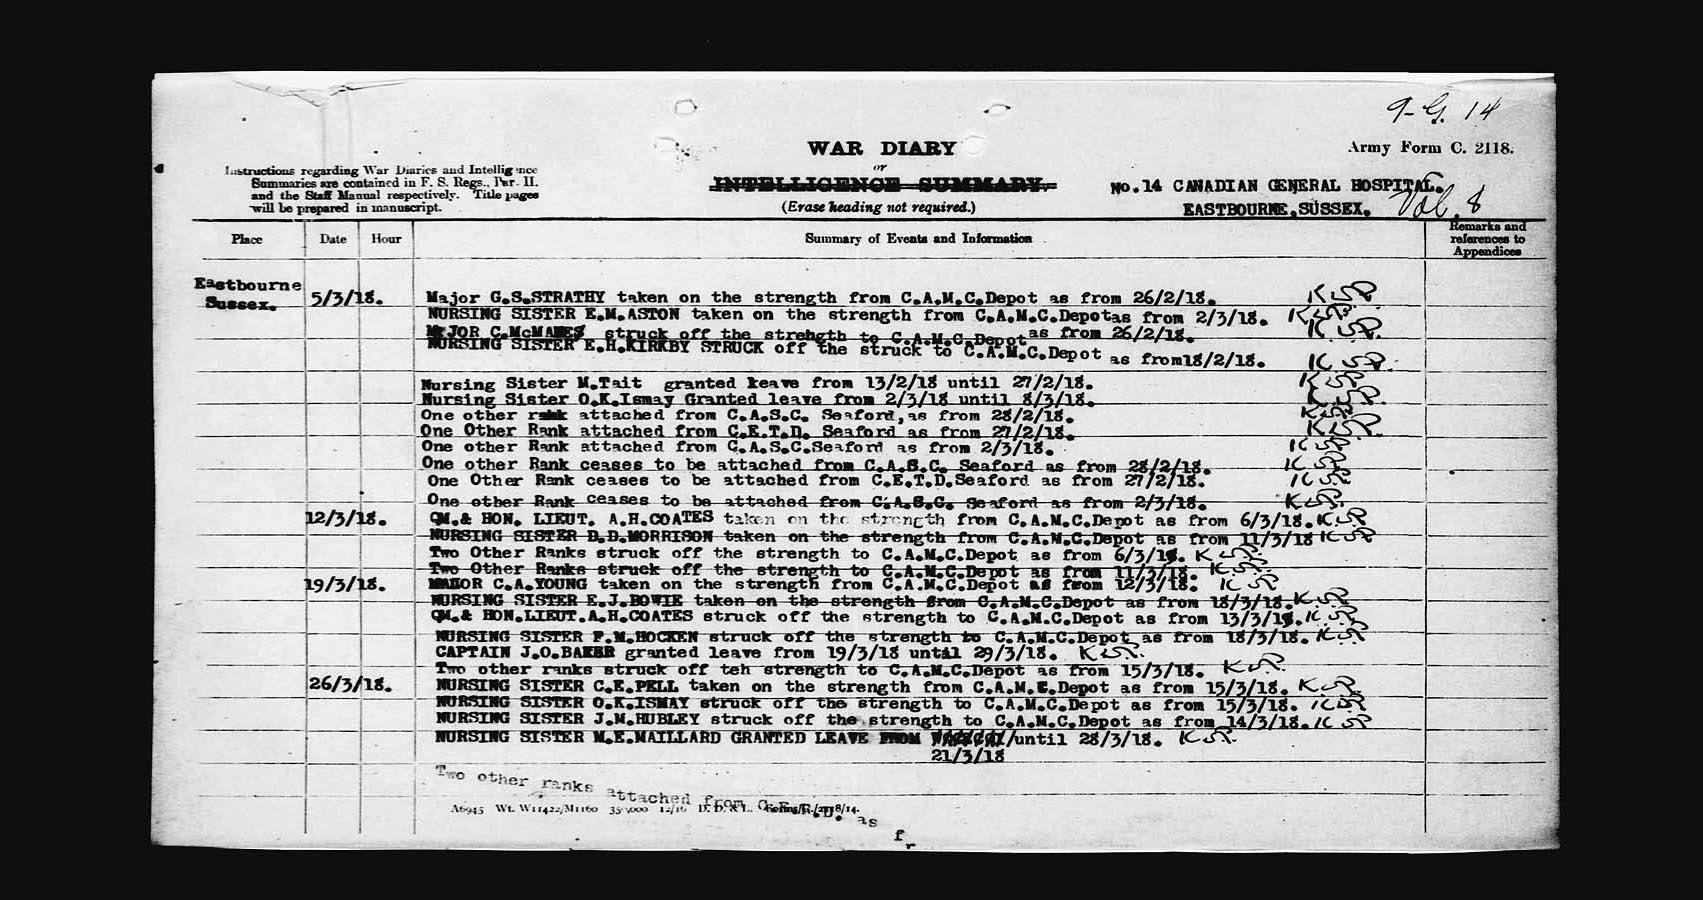 9-G. 14
Army Form C. 2118.
WAR DIARY
or
INTELLIGENCE SUMMARY.
(Erase heading not required.)
Instructions regarding War Diaries and Intelligence
Summaries are contained in F. S. Regs., Par. II.
and the Staff Manual respectively. Title pages
will be prepared in manuscript.
No.14 CANADIAN GENERAL HOSPITAL.
EASTBOURNE,SUSSEX. Vol. 8
Place Date Hour Summary of Events and Information Remarks and
references to
Appendices
Eastbourne
Sussex.
5/3/18. Major G.S.STRATHY taken on the strength from C.A.M.C.Depot as from 26/2/18.
NURSING SISTER E.M.ASTON taken on the strength from C.A.M.C.Depotas from 2/3/18.
MAJOR C.McMANES struck off the strehgth to C.A.M.C.Depot as from 26/2/18.
NURSING SISTER E.H.KIRKBY STRUCK off the struck to C.A.M.C.Depot as from18/2/18.
Nursing Sister M.Tait granted leave from 13/2/18 until 27/2/18.
Nursing Sister O.K.Ismay Granted leave from 2/3/18 until 8/3/18.
One other rank attached from C.A.S.C. Seaford,as from 28/2/18.
One Other Rank attached from C.E.T.D. Seaford as from 27/2/18.
One other Rank attached from C.A.S.C.Seaford as from 2/3/18.
One other Rank ceases to be attached from C.A.S.C. Seaford as from 28/2/18.
One Other Rank ceases to be attached from C.E.T.D.Seaford as from 27/2/18.
One other Rank ceases to be attached from C.A.S.C. Seaford as from 2/3/18.
12/3/18. QM.& HON. LIEUT. A.H.COATES taken on the strength from C.A.M.C.Depot as from 6/3/18.
NURSING SISTER D.D.MORRISON taken on the strength from C.A.M.C.Depot as from 11/3/18
Two Other Ranks struck off the strength to C.A.M.C.Depot as from 6/3/18.
Two Other Ranks struck off the strength to C.A.M.C.Depot as from 11/3/18.
19/3/18. MAJOR C.A.YOUNG taken on the strength from C.A.M.C.Depot as from 12/3/18.
NURSING SISTER E.J.BOWIE taken on the strength from C.A.M.C.Depot as from 18/3/18.
QM.& HON.LIEUT.A.H.COATES struck off the strength to C.A.M.C.Depot as from 13/3/18.
NURSING SISTER F.M.HOCKEN struck off the strength to C.A.M.C.Depot as from 18/3/18.
CAPTAIN J.O.BAKER granted leave from 19/3/18 until 29/3/18.
Two other ranks struck off teh strength to C.A.M.C.Depot as from 15/3/18.
26/3/18. NURSING SISTER C.E.PELL taken on the strength from C.A.M.C.Depot as from 15/3/18.
NURSING SISTER O.K.ISMAY struck off the strength to C.A.M.C.Depot as from 15/3/18.
NURSING SISTER J.M.HUBLEY struck off the strength to C.A.M.C.Depot as from 14/3/18.
NURSING SISTER M.E.MAILLARD GRANTED LEAVE FROM until 28/3/18.
21/3/18
Two other ranks attached from as
A6945 Wt. W11422/M1160 350,000 12/16 D. D. & L. Forms/C./2118/14.